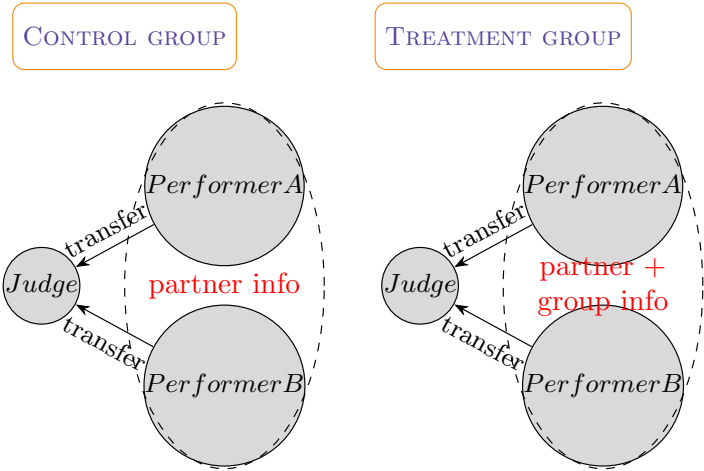 CONTROL GROUP
PerformerA
transfer
Judge
partner info
transfer
PerformerB
TREATMENT GROUP
PerformerA
transfer
Judge
partner +
group info
transfer
PerformerB